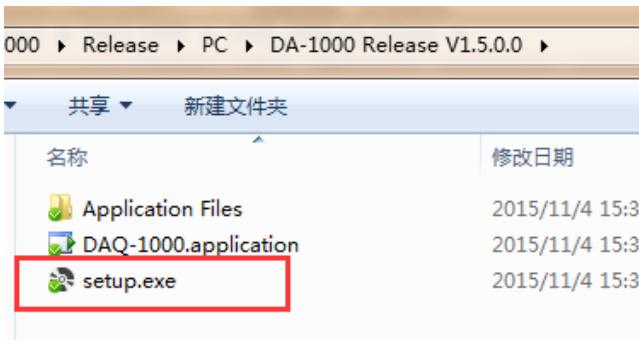 000 ▸ Release ▸ PC ▸ DA-1000 Release V1.5.0.0 ▸
共享 ▼ 新建文件夹
名称 修改日期
Application Files 2015/11/4 15:3
DAQ-1000.application 2015/11/4 15:3
setup.exe 2015/11/4 15:3